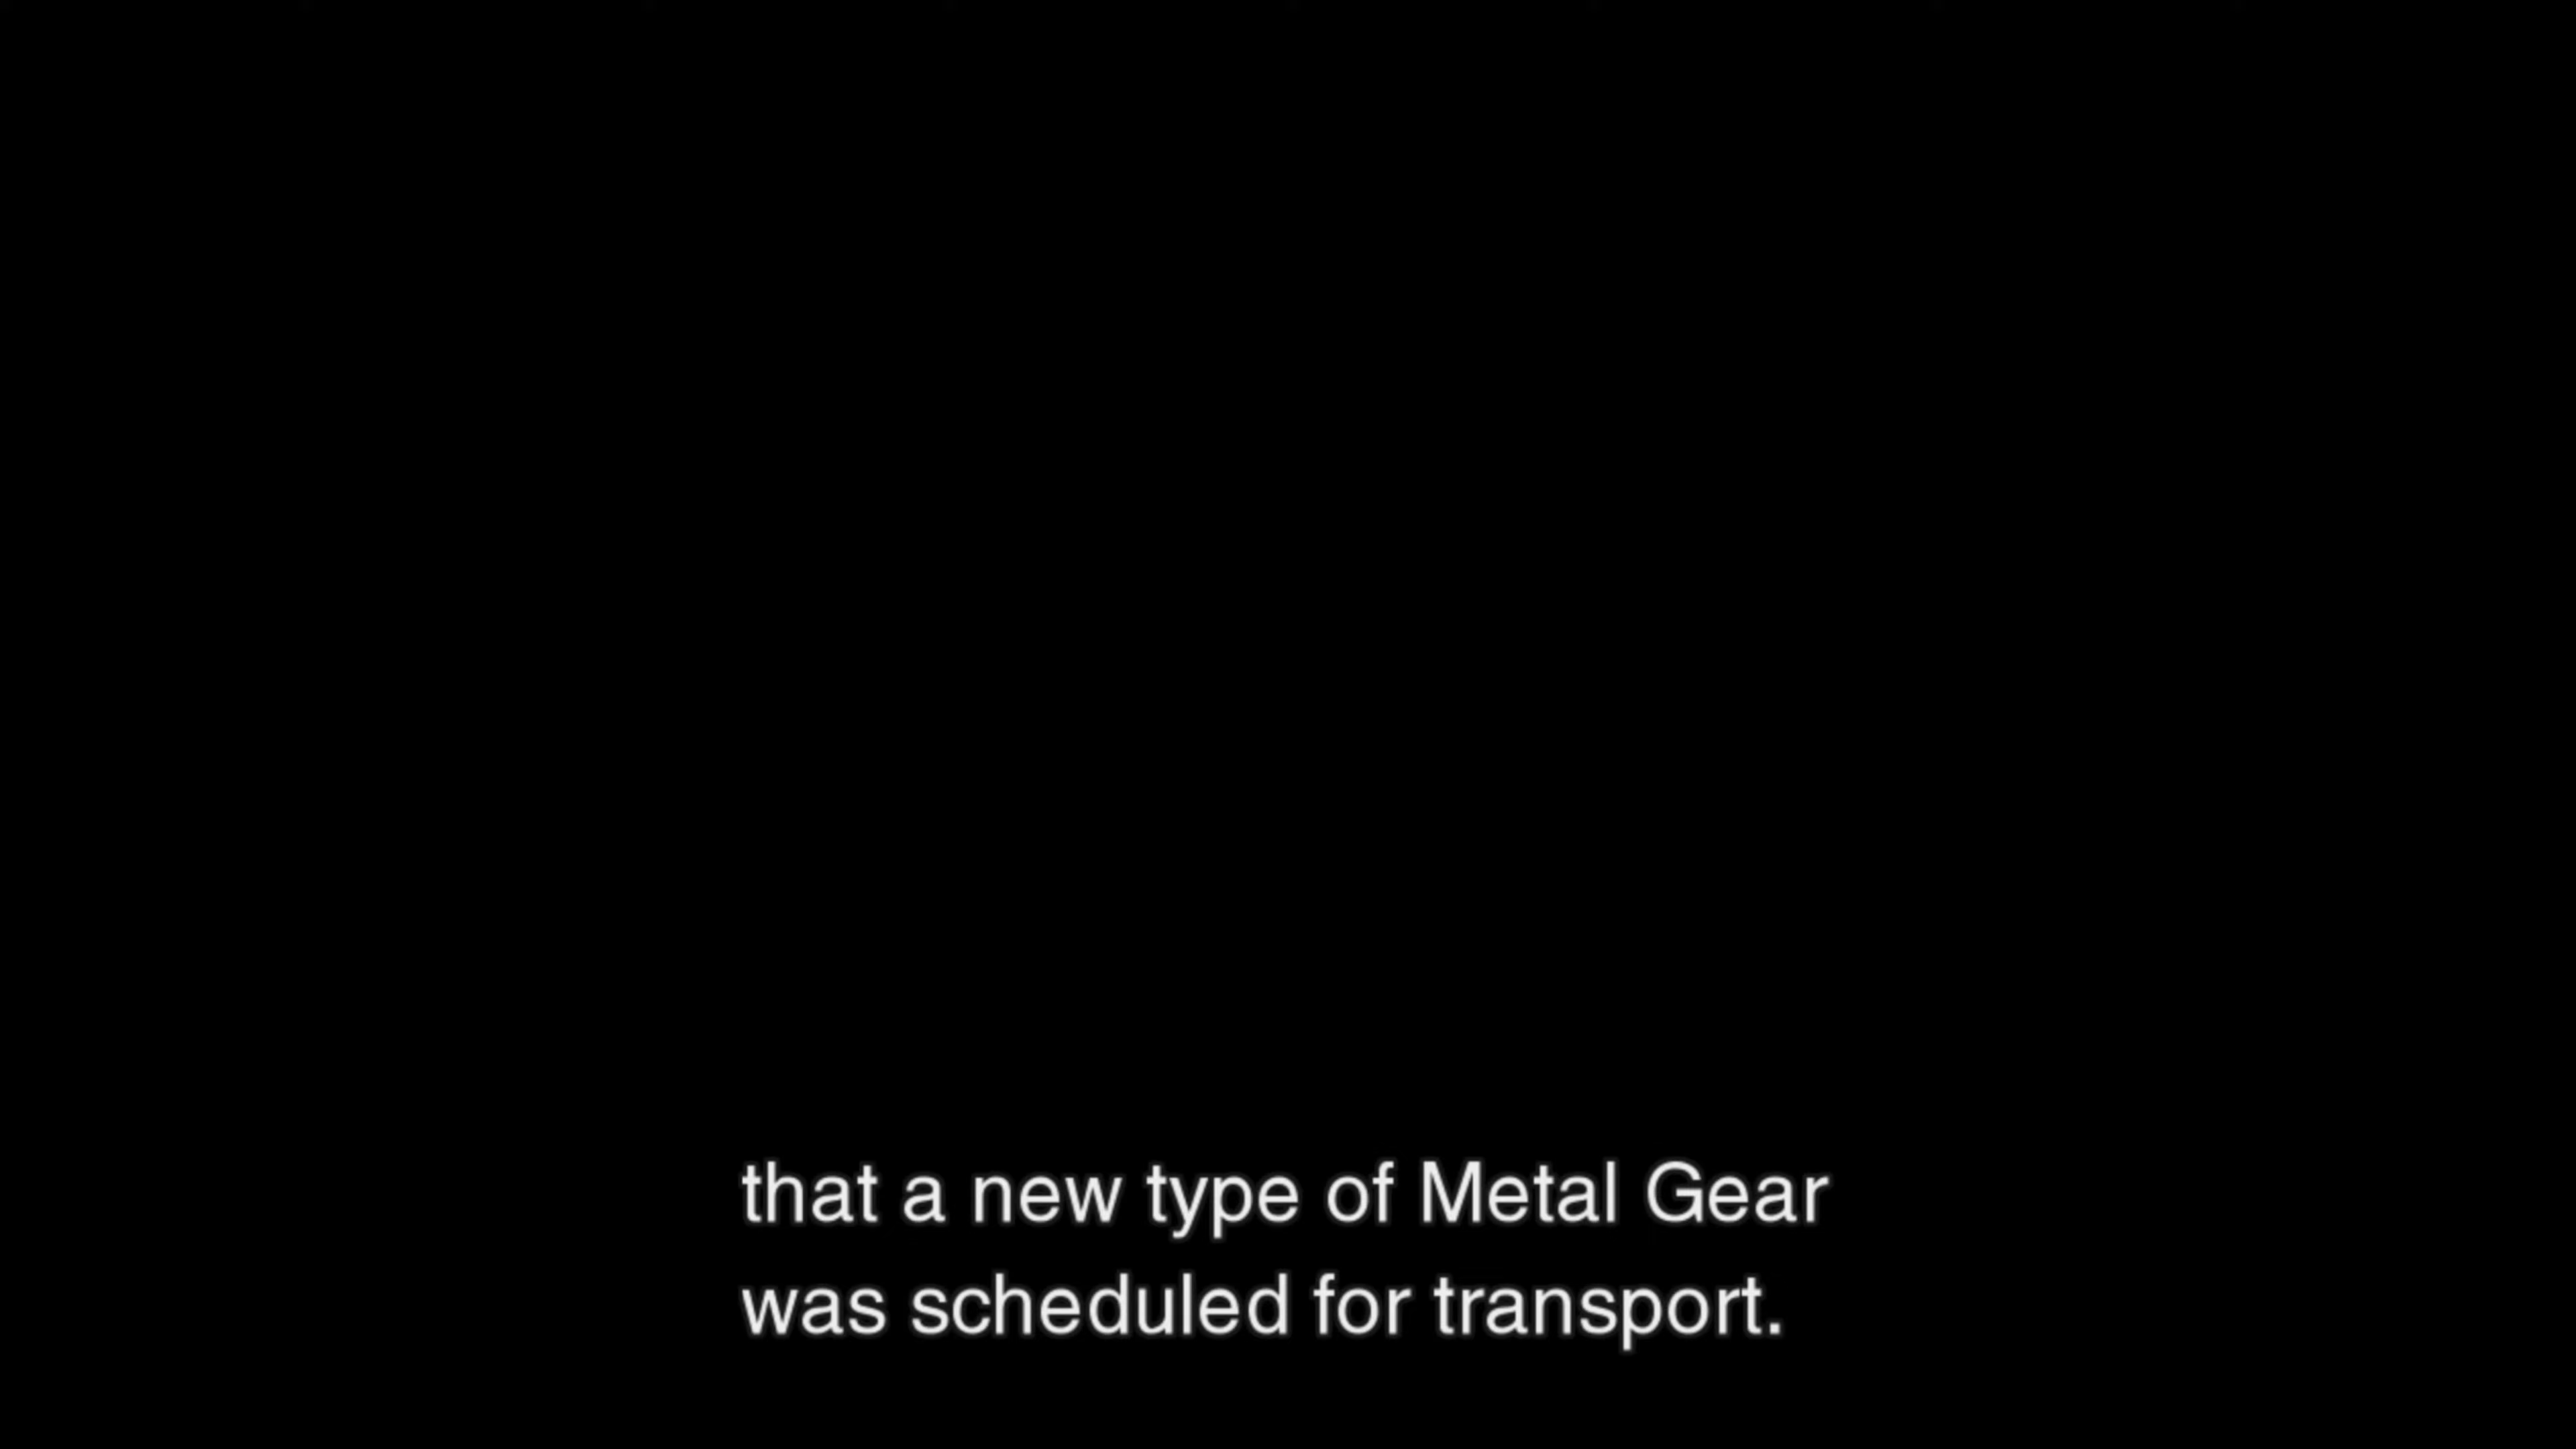 that a new type of Metal Gear
was scheduled for transport.